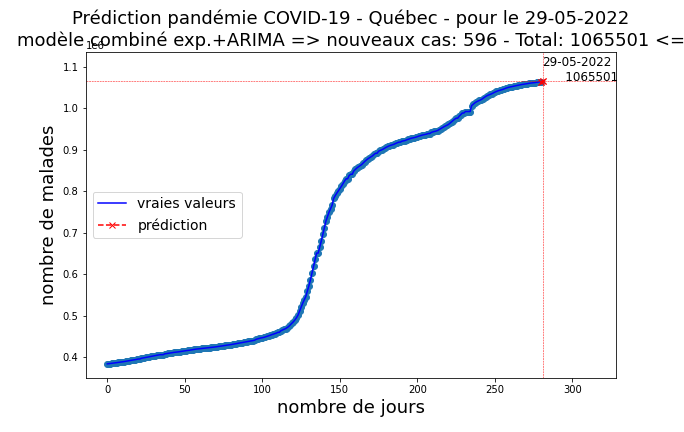 Prédiction pandémie COVID-19 - Québec - pour le 29-05-2022
modèle combiné exp.+ARIMA => nouveaux cas: 596 - Total: 1065501 <=
1e6
29-05-2022
1065501
1.1
1.0
0.9
0.8
0.7
0.6
0.5
0.4
nombre de malades
vraies valeurs
prédiction
0 50 100 150 200 250 300
nombre de jours